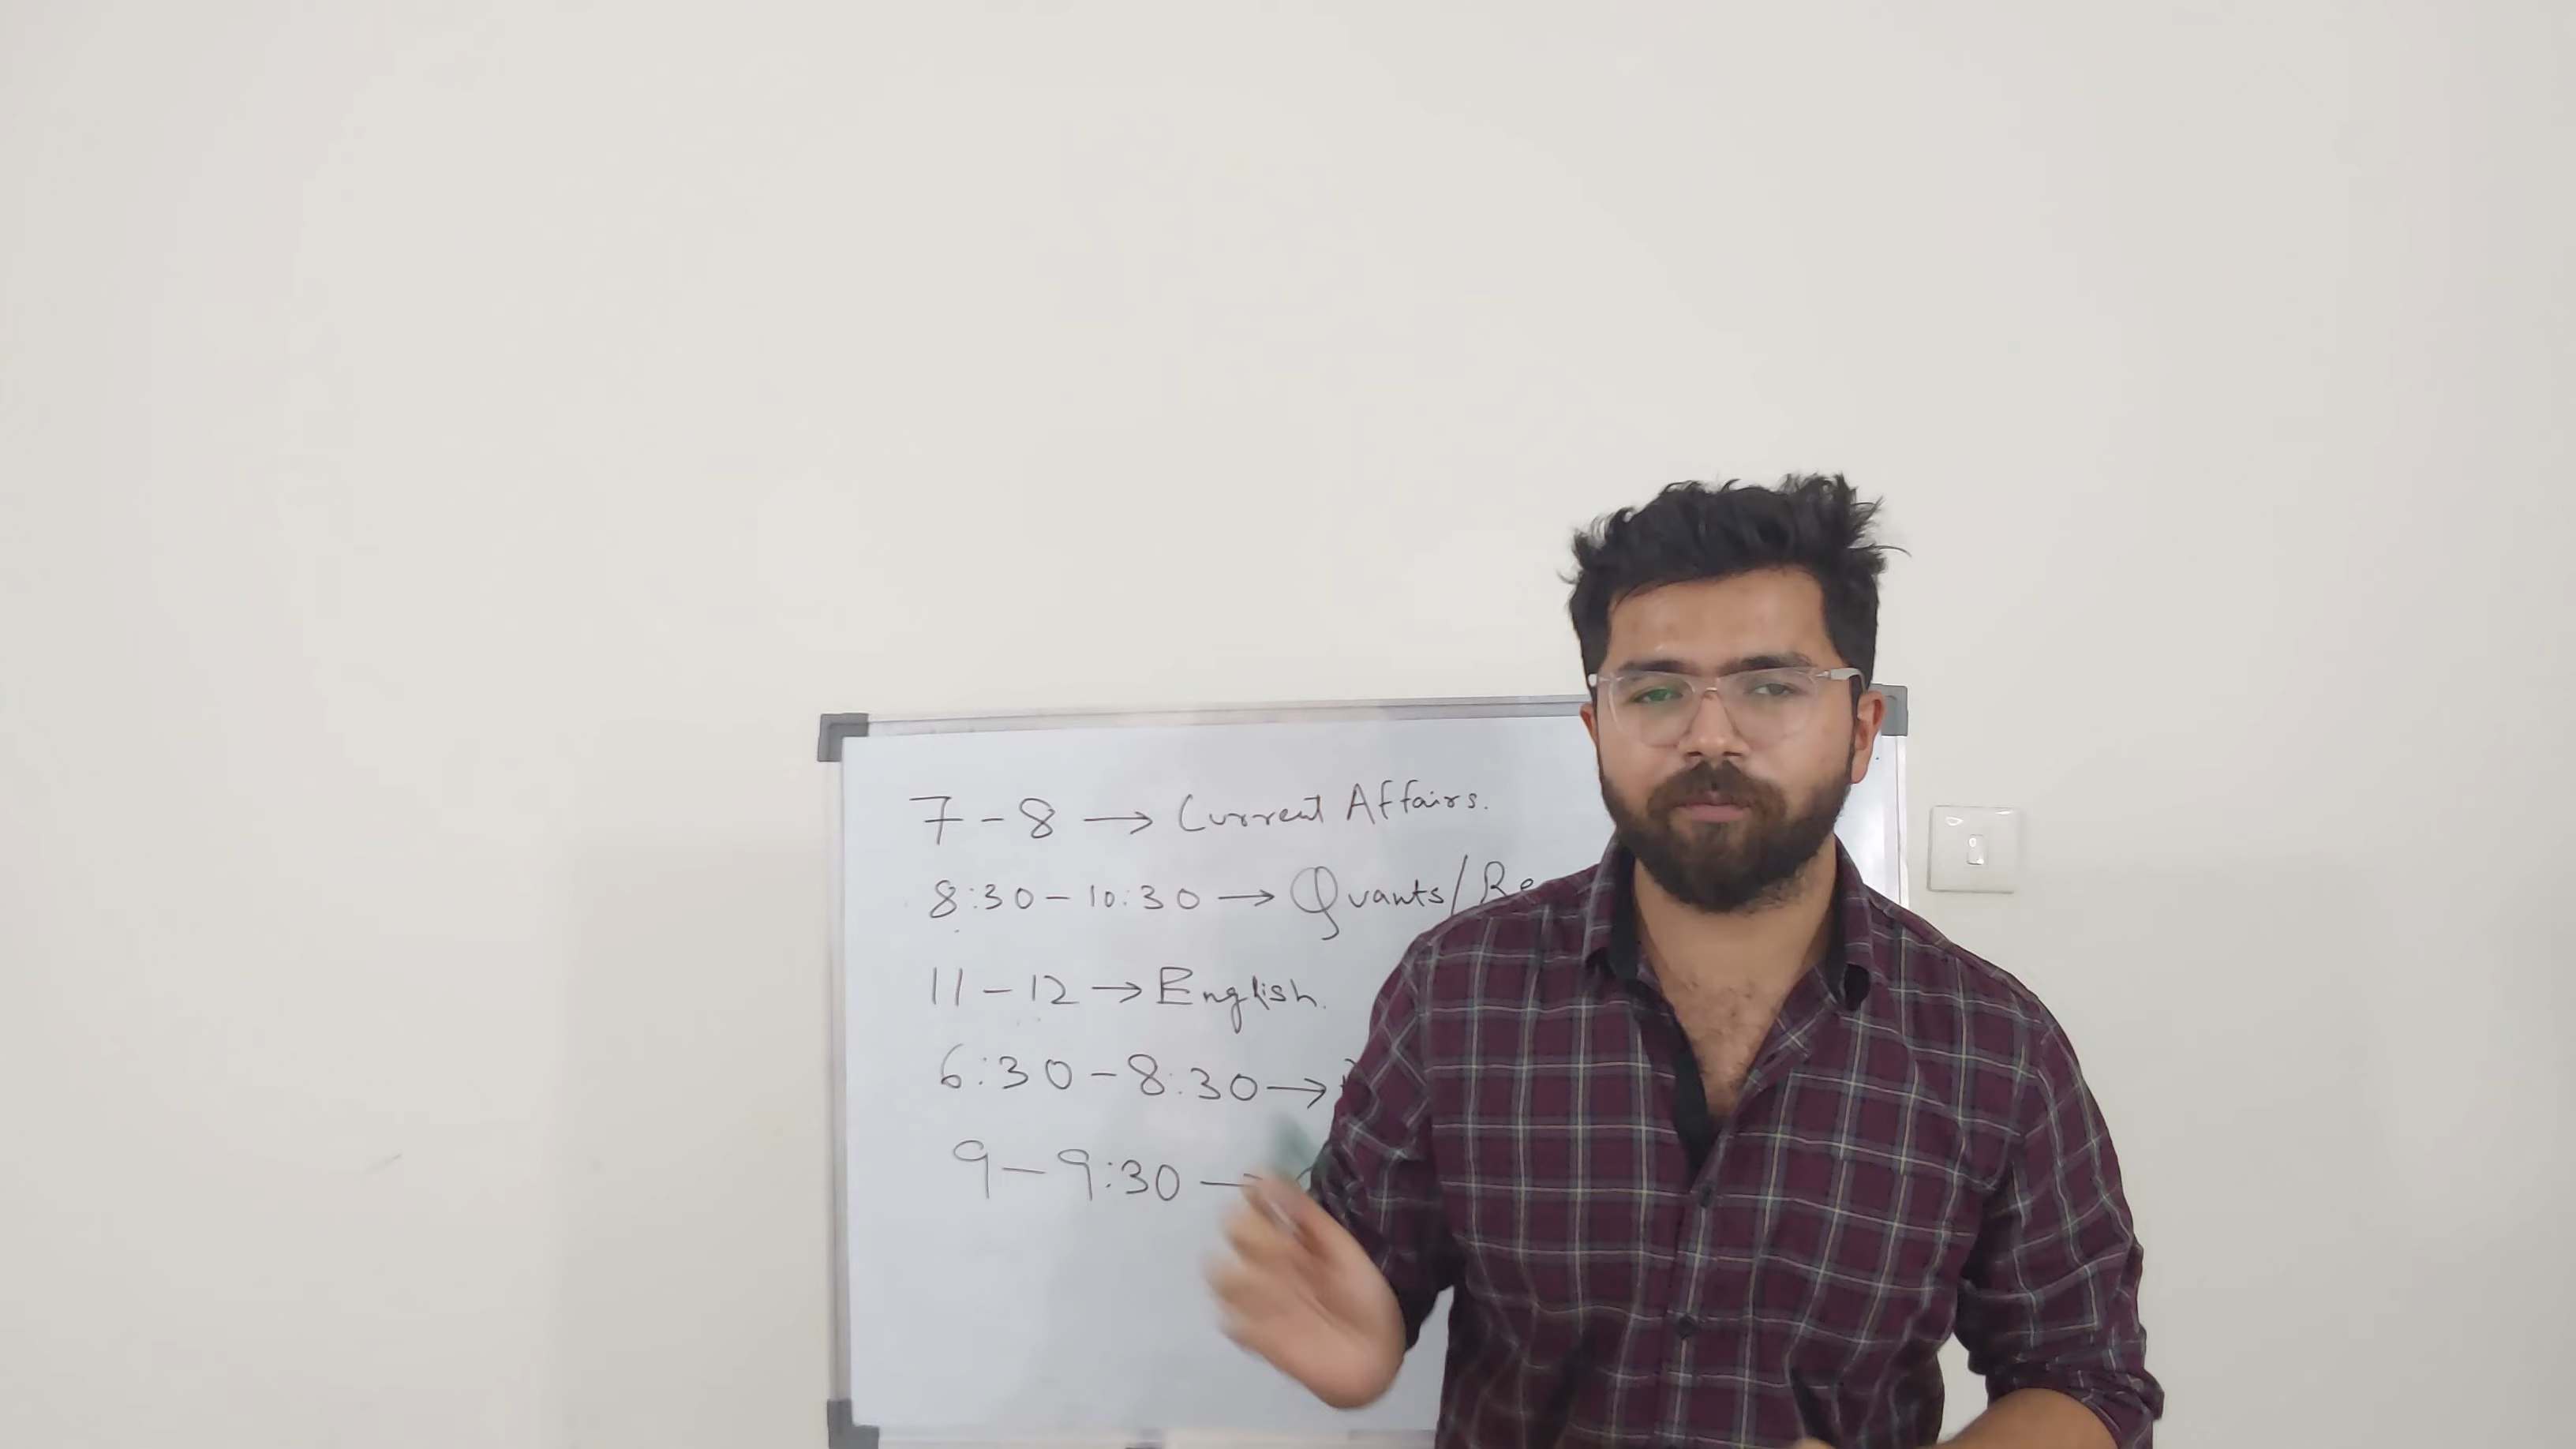 7 - 8 → Current Affairs.
8:30 - 10:30 → Quants/Re
11 - 12 → English.
6:30 - 8:30 →
9 - 9:30 →